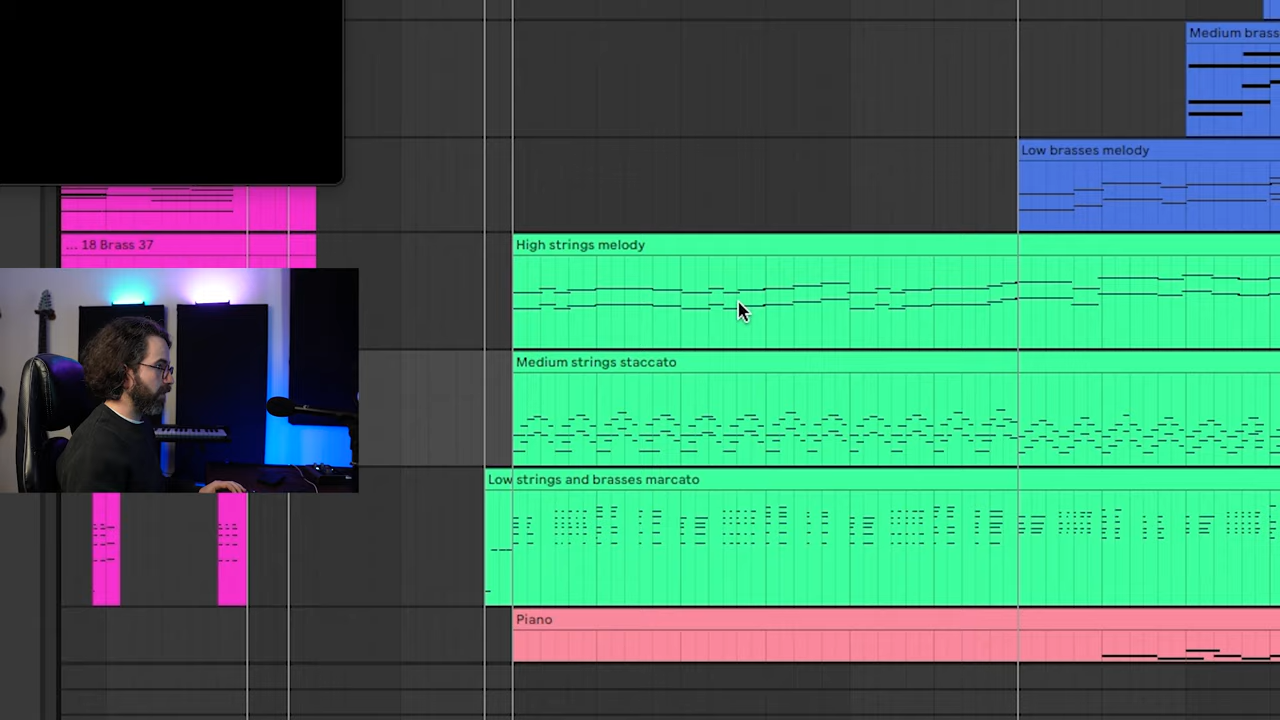 Medium brass
Low brasses melody
... 18 Brass 37
High strings melody
Medium strings staccato
Low strings and brasses marcato
Piano